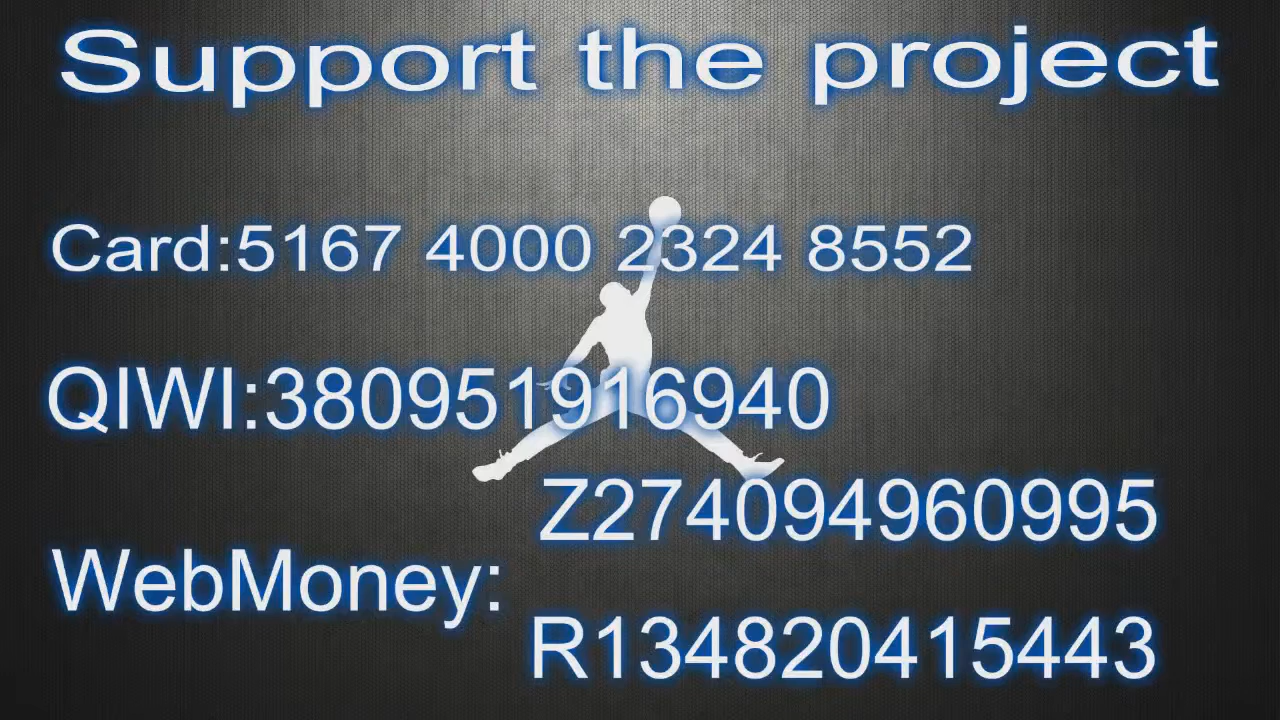 Support the project
Card:5167 4000 2324 8552
QIWI:380951916940
Z274094960995
WebMoney:
R134820415443